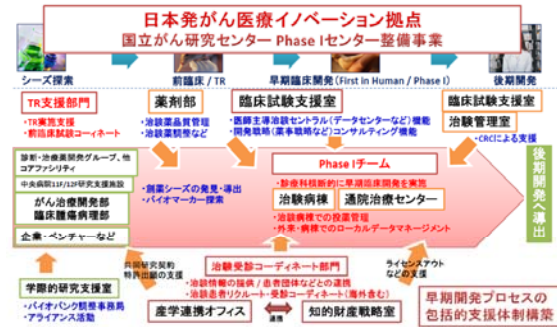 日本発がん医療イノベーション拠点
国立がん研究センター Phase Iセンター整備事業
シーズ探索
前臨床 / TR
早期臨床開発(First in Human / Phase I)
後期開発
TR支援部門
・TR実施支援
・前臨床試験コーディネート
薬剤部
・治験薬品質管理
・治験薬調整など
臨床試験支援室
・医師主導治験セントラル(データセンターなど)機能
・開発戦略(薬事戦略など)コンサルティング機能
臨床試験支援室
治験管理室
・CRCによる支援
診断・治療薬開発グループ、他
コアファシリティ
中央病院11F/12F研究支援施設
がん治療開発部
臨床腫瘍病理部
企業・ベンチャーなど
・創薬シーズの発見・導出
・バイオマーカー探索
Phase Iチーム
・診療科横断的に早期臨床開発を実施
治験病棟
通院治療センター
・治験病棟での投薬管理
・外来・病棟でのローカルデータマネージメント
後期開発へ導出
共同研究契約
特許出願の支援
治験受診コーディネート部門
・治験情報の提供 / 患者団体などとの連携
・治験患者リクルート・受診コーディネート(海外含む)
ライセンスアウト
などの支援
学際的研究支援室
・バイオバンク調整事務局
・アライアンス活動
産学連携オフィス
連携
知的財産戦略室
早期開発プロセスの
包括的支援体制構築